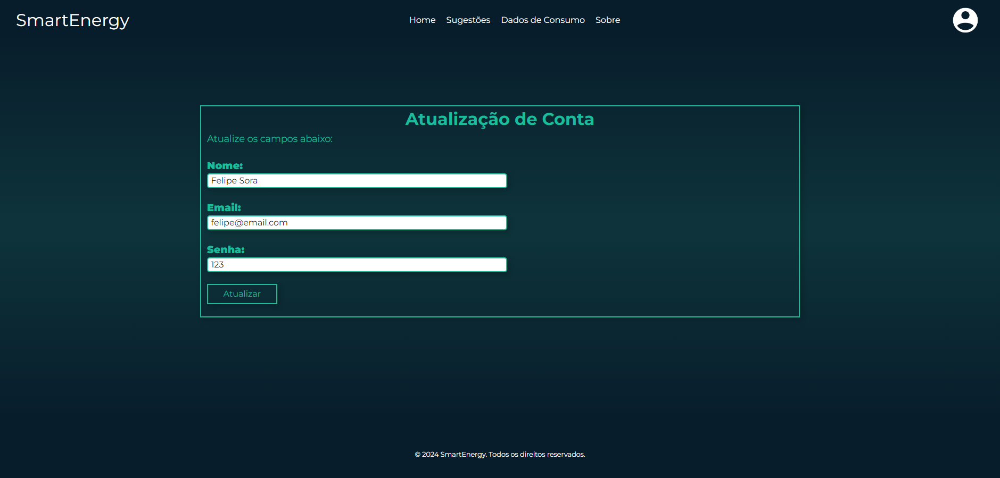 SmartEnergy
Home Sugestões Dados de Consumo Sobre
Atualização de Conta
Atualize os campos abaixo:
Nome:
Felipe Sora
Email:
felipe@email.com
Senha:
123
Atualizar
© 2024 SmartEnergy. Todos os direitos reservados.